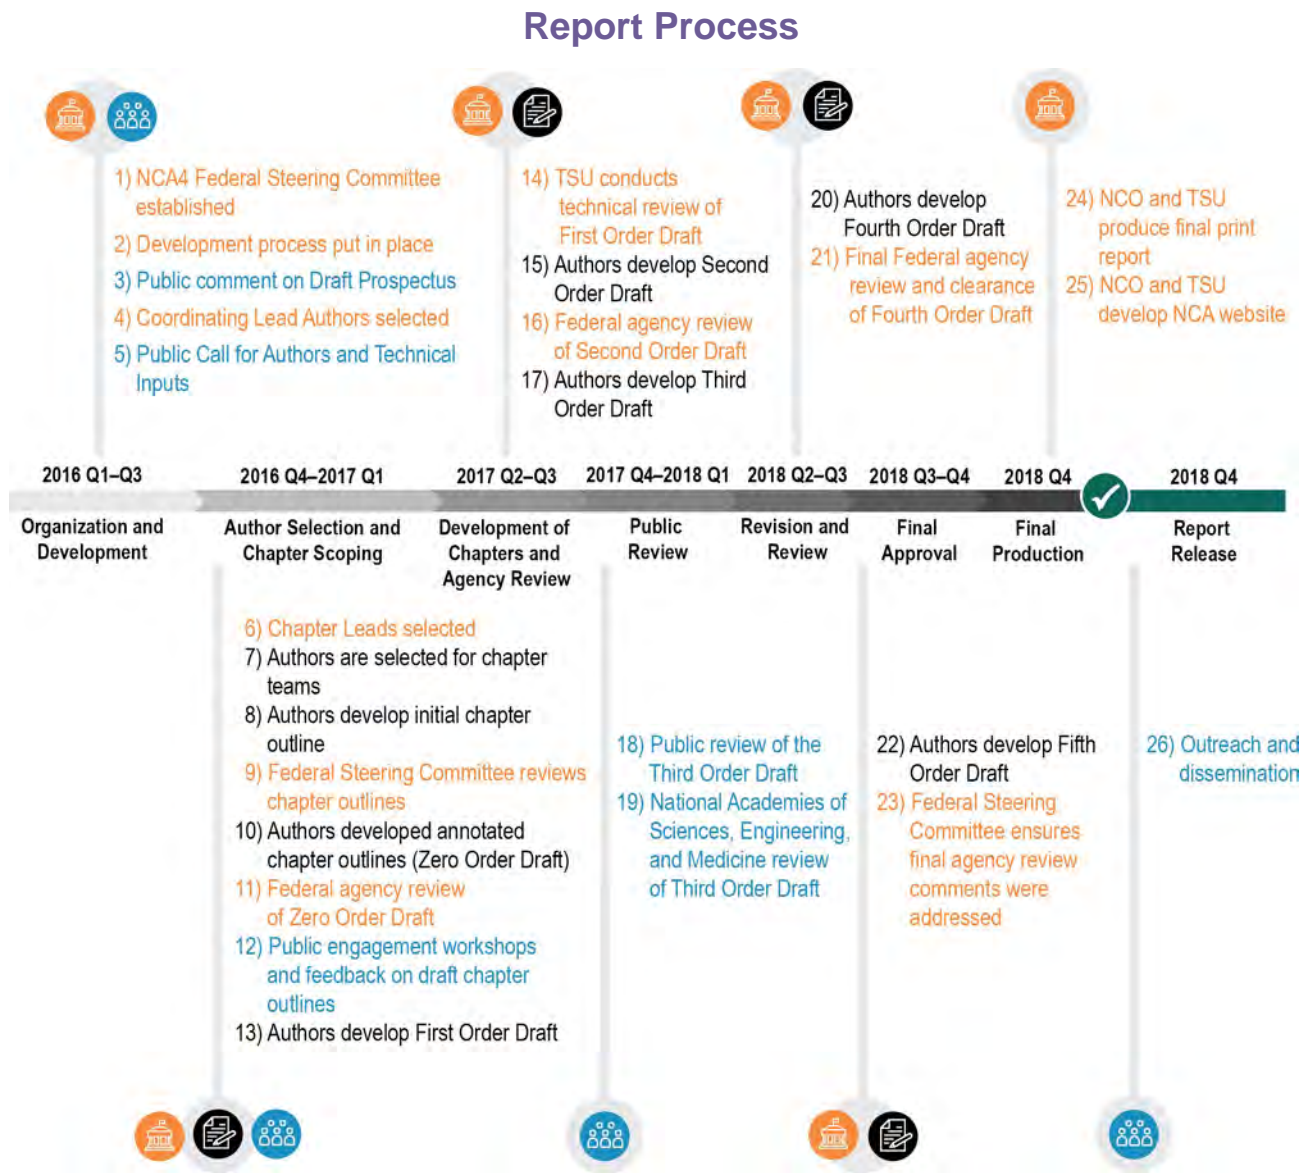 Report Process
1) NCA4 Federal Steering Committee
established
2) Development process put in place
3) Public comment on Draft Prospectus
4) Coordinating Lead Authors selected
5) Public Call for Authors and Technical
Inputs
14) TSU conducts
technical review of
First Order Draft
15) Authors develop Second
Order Draft
16) Federal agency review
of Second Order Draft
17) Authors develop Third
Order Draft
20) Authors develop
Fourth Order Draft
21) Final Federal agency
review and clearance
of Fourth Order Draft
24) NCO and TSU
produce final print
report
25) NCO and TSU
develop NCA website
2016 Q1–Q3
2016 Q4–2017 Q1
2017 Q2–Q3
2017 Q4–2018 Q1
2018 Q2–Q3
2018 Q3–Q4
2018 Q4
2018 Q4
Organization and
Development
Author Selection and
Chapter Scoping
Development of
Chapters and
Agency Review
Public
Review
Revision and
Review
Final
Approval
Final
Production
Report
Release
6) Chapter Leads selected
7) Authors are selected for chapter
teams
8) Authors develop initial chapter
outline
9) Federal Steering Committee reviews
chapter outlines
10) Authors developed annotated
chapter outlines (Zero Order Draft)
11) Federal agency review
of Zero Order Draft
12) Public engagement workshops
and feedback on draft chapter
outlines
13) Authors develop First Order Draft
18) Public review of the
Third Order Draft
19) National Academies of
Sciences, Engineering,
and Medicine review
of Third Order Draft
22) Authors develop Fifth
Order Draft
23) Federal Steering
Committee ensures
final agency review
comments were
addressed
26) Outreach and
dissemination